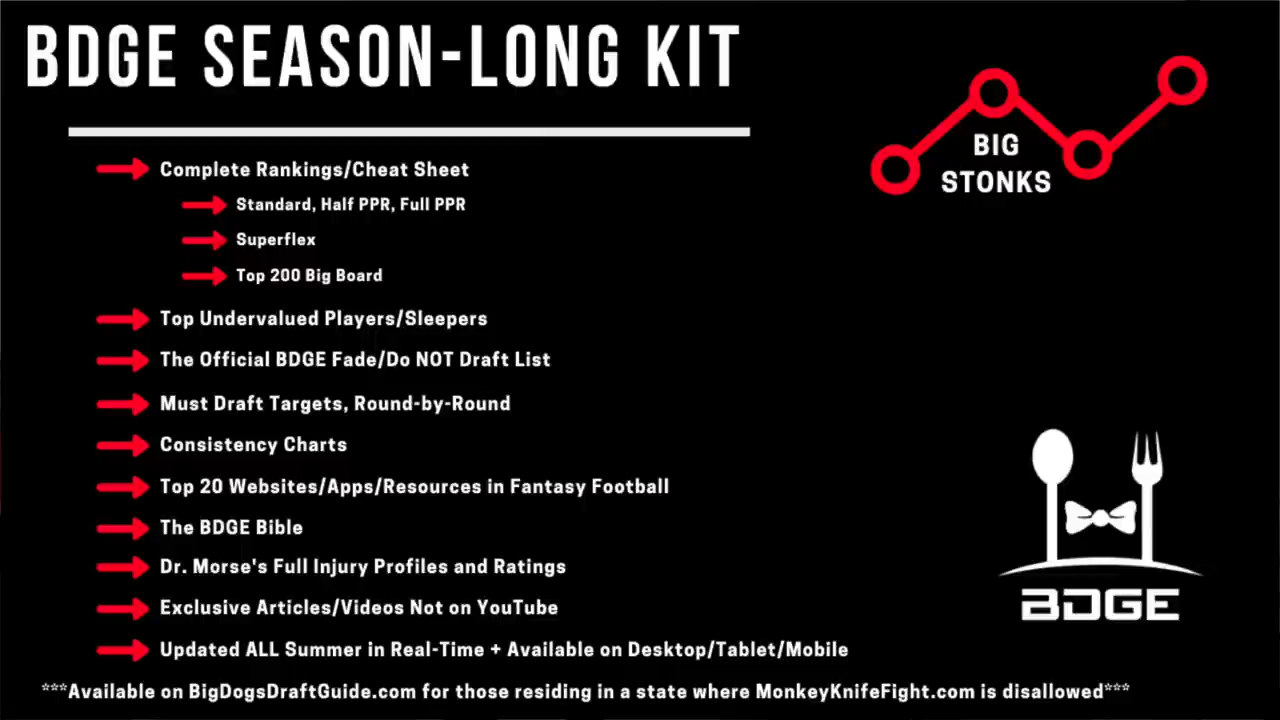 BDGE SEASON-LONG KIT
BIG
STONKS
Complete Rankings/Cheat Sheet
Standard, Half PPR, Full PPR
Superflex
Top 200 Big Board
Top Undervalued Players/Sleepers
The Official BDGE Fade/Do NOT Draft List
Must Draft Targets, Round-by-Round
Consistency Charts
Top 20 Websites/Apps/Resources in Fantasy Football
The BDGE Bible
Dr. Morse's Full Injury Profiles and Ratings
Exclusive Articles/Videos Not on YouTube
BDGE
Updated ALL Summer in Real-Time + Available on Desktop/Tablet/Mobile
***Available on BigDogsDraftGuide.com for those residing in a state where MonkeyKnifeFight.com is disallowed***